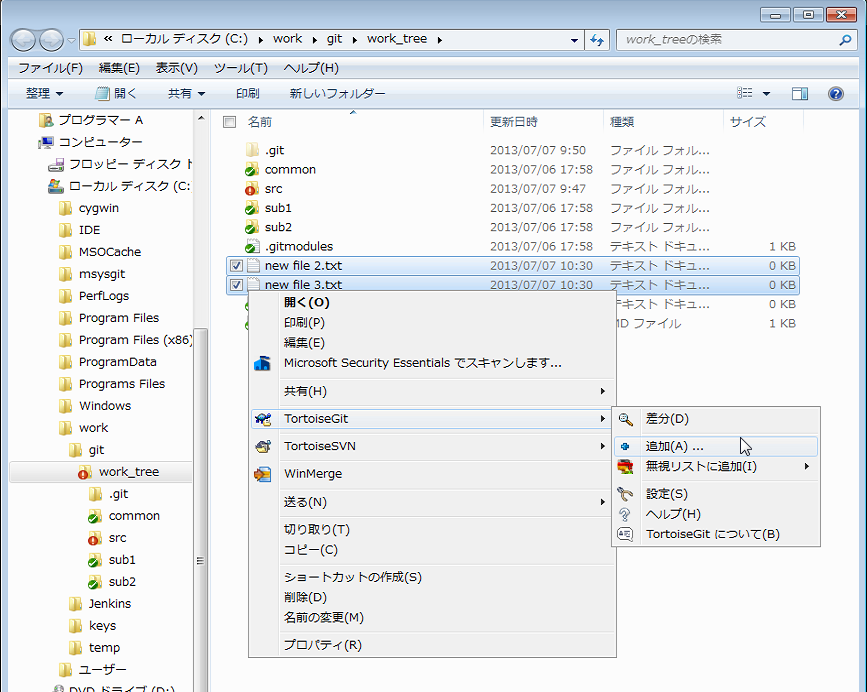 « ローカル ディスク (C:) ▸ work ▸ git ▸ work_tree ▸
work_treeの検索
ファイル(F) 編集(E) 表示(V) ツール(T) ヘルプ(H)
整理 開く 共有 印刷 新しいフォルダー
プログラマー A
コンピューター
フロッピー ディスク ト
ローカル ディスク (C:
cygwin
IDE
MSOCache
msysgit
PerfLogs
Program Files
Program Files (x86)
ProgramData
Programs Files
Windows
work
git
work_tree
.git
common
src
sub1
sub2
Jenkins
keys
temp
ユーザー
DVD ドライブ (D:)
名前 更新日時 種類 サイズ
.git 2013/07/07 9:50 ファイル フォル...
common 2013/07/06 17:58 ファイル フォル...
src 2013/07/07 9:47 ファイル フォル...
sub1 2013/07/06 17:58 ファイル フォル...
sub2 2013/07/06 17:58 ファイル フォル...
.gitmodules 2013/07/06 17:58 テキスト ドキュ... 1 KB
new file 2.txt 2013/07/07 10:30 テキスト ドキュ... 0 KB
new file 3.txt 2013/07/07 10:30 テキスト ドキュ... 0 KB
テキスト ドキュ... 0 KB
MD ファイル 1 KB
開く(O)
印刷(P)
編集(E)
Microsoft Security Essentials でスキャンします...
共有(H)
TortoiseGit
TortoiseSVN
WinMerge
送る(N)
切り取り(T)
コピー(C)
ショートカットの作成(S)
削除(D)
名前の変更(M)
プロパティ(R)
差分(D)
追加(A) ...
無視リストに追加(I)
設定(S)
ヘルプ(H)
TortoiseGit について(B)